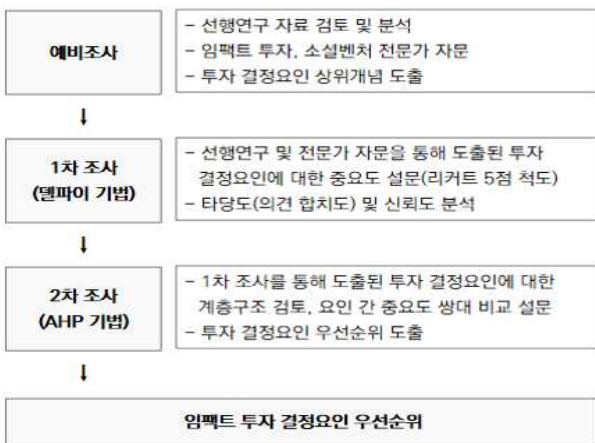 예비조사
- 선행연구 자료 검토 및 분석
- 임팩트 투자, 소셜벤처 전문가 자문
- 투자 결정요인 상위개념 도출
↓
1차 조사
(델파이 기법)
- 선행연구 및 전문가 자문을 통해 도출된 투자
결정요인에 대한 중요도 설문(리커트 5점 척도)
- 타당도(의견 합치도) 및 신뢰도 분석
↓
2차 조사
(AHP 기법)
- 1차 조사를 통해 도출된 투자 결정요인에 대한
계층구조 검토, 요인 간 중요도 쌍대 비교 설문
- 투자 결정요인 우선순위 도출
↓
임팩트 투자 결정요인 우선순위